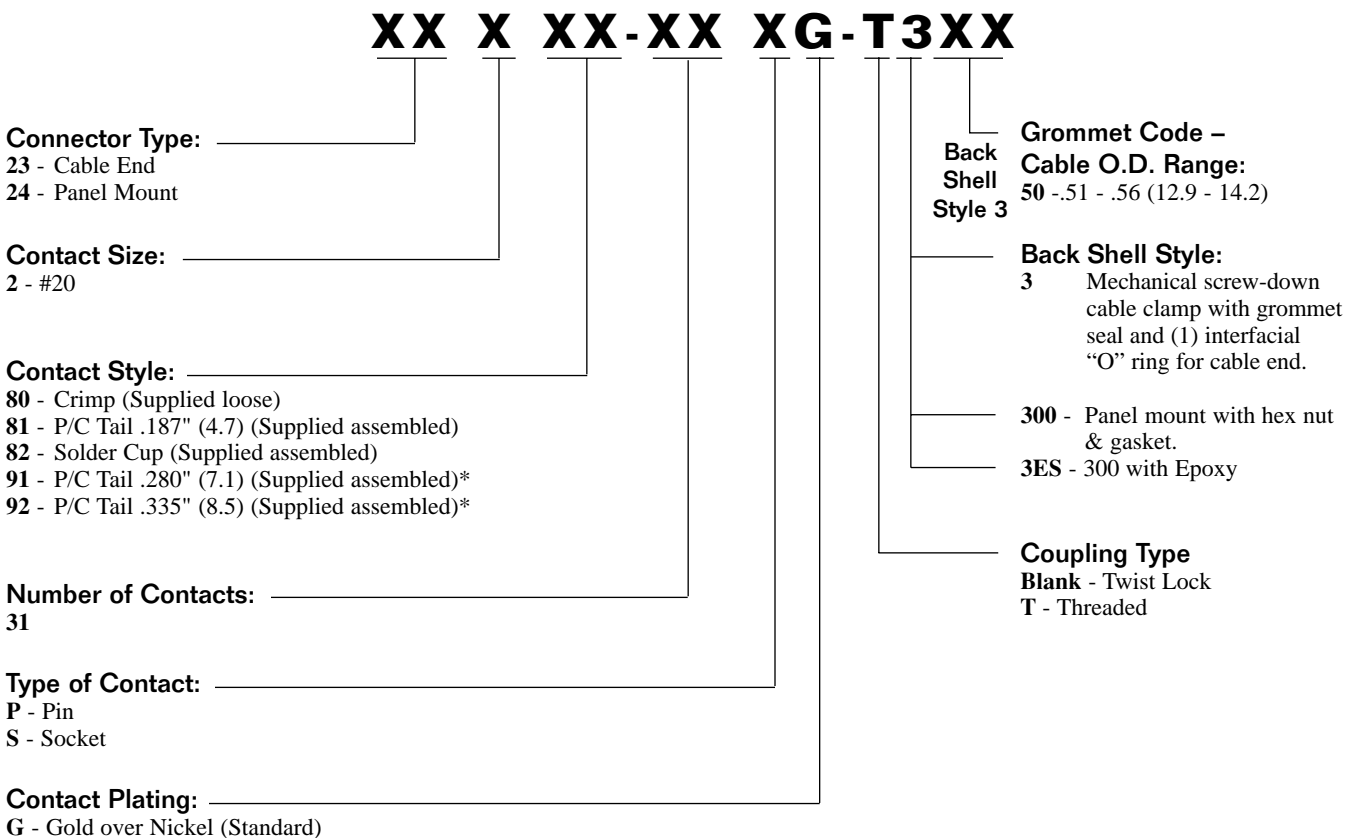 XX X XX-XX XG-T3XX
Connector Type:
23 - Cable End
24 - Panel Mount
Contact Size:
2 - #20
Contact Style:
80 - Crimp (Supplied loose)
81 - P/C Tail .187" (4.7) (Supplied assembled)
82 - Solder Cup (Supplied assembled)
91 - P/C Tail .280" (7.1) (Supplied assembled)*
92 - P/C Tail .335" (8.5) (Supplied assembled)*
Number of Contacts:
31
Type of Contact:
P - Pin
S - Socket
Contact Plating:
G - Gold over Nickel (Standard)
Back
Shell
Style 3
Grommet Code –
Cable O.D. Range:
50 -.51 - .56 (12.9 - 14.2)
Back Shell Style:
3 Mechanical screw-down
cable clamp with grommet
seal and (1) interfacial
“O” ring for cable end.
300 - Panel mount with hex nut
& gasket.
3ES - 300 with Epoxy
Coupling Type
Blank - Twist Lock
T - Threaded